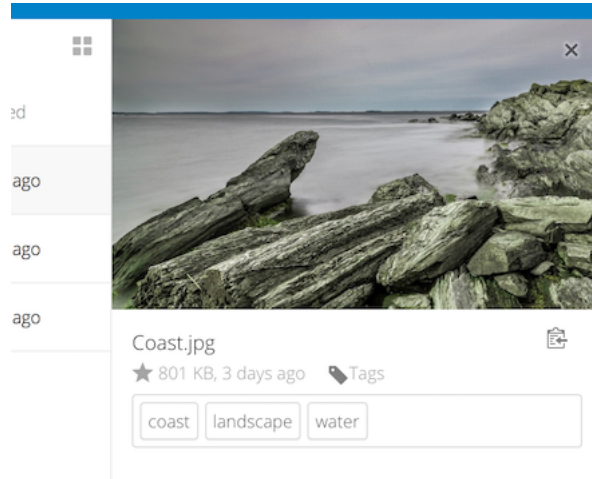 ed
ago
ago
ago
Coast.jpg
801 KB, 3 days ago Tags
coast landscape water